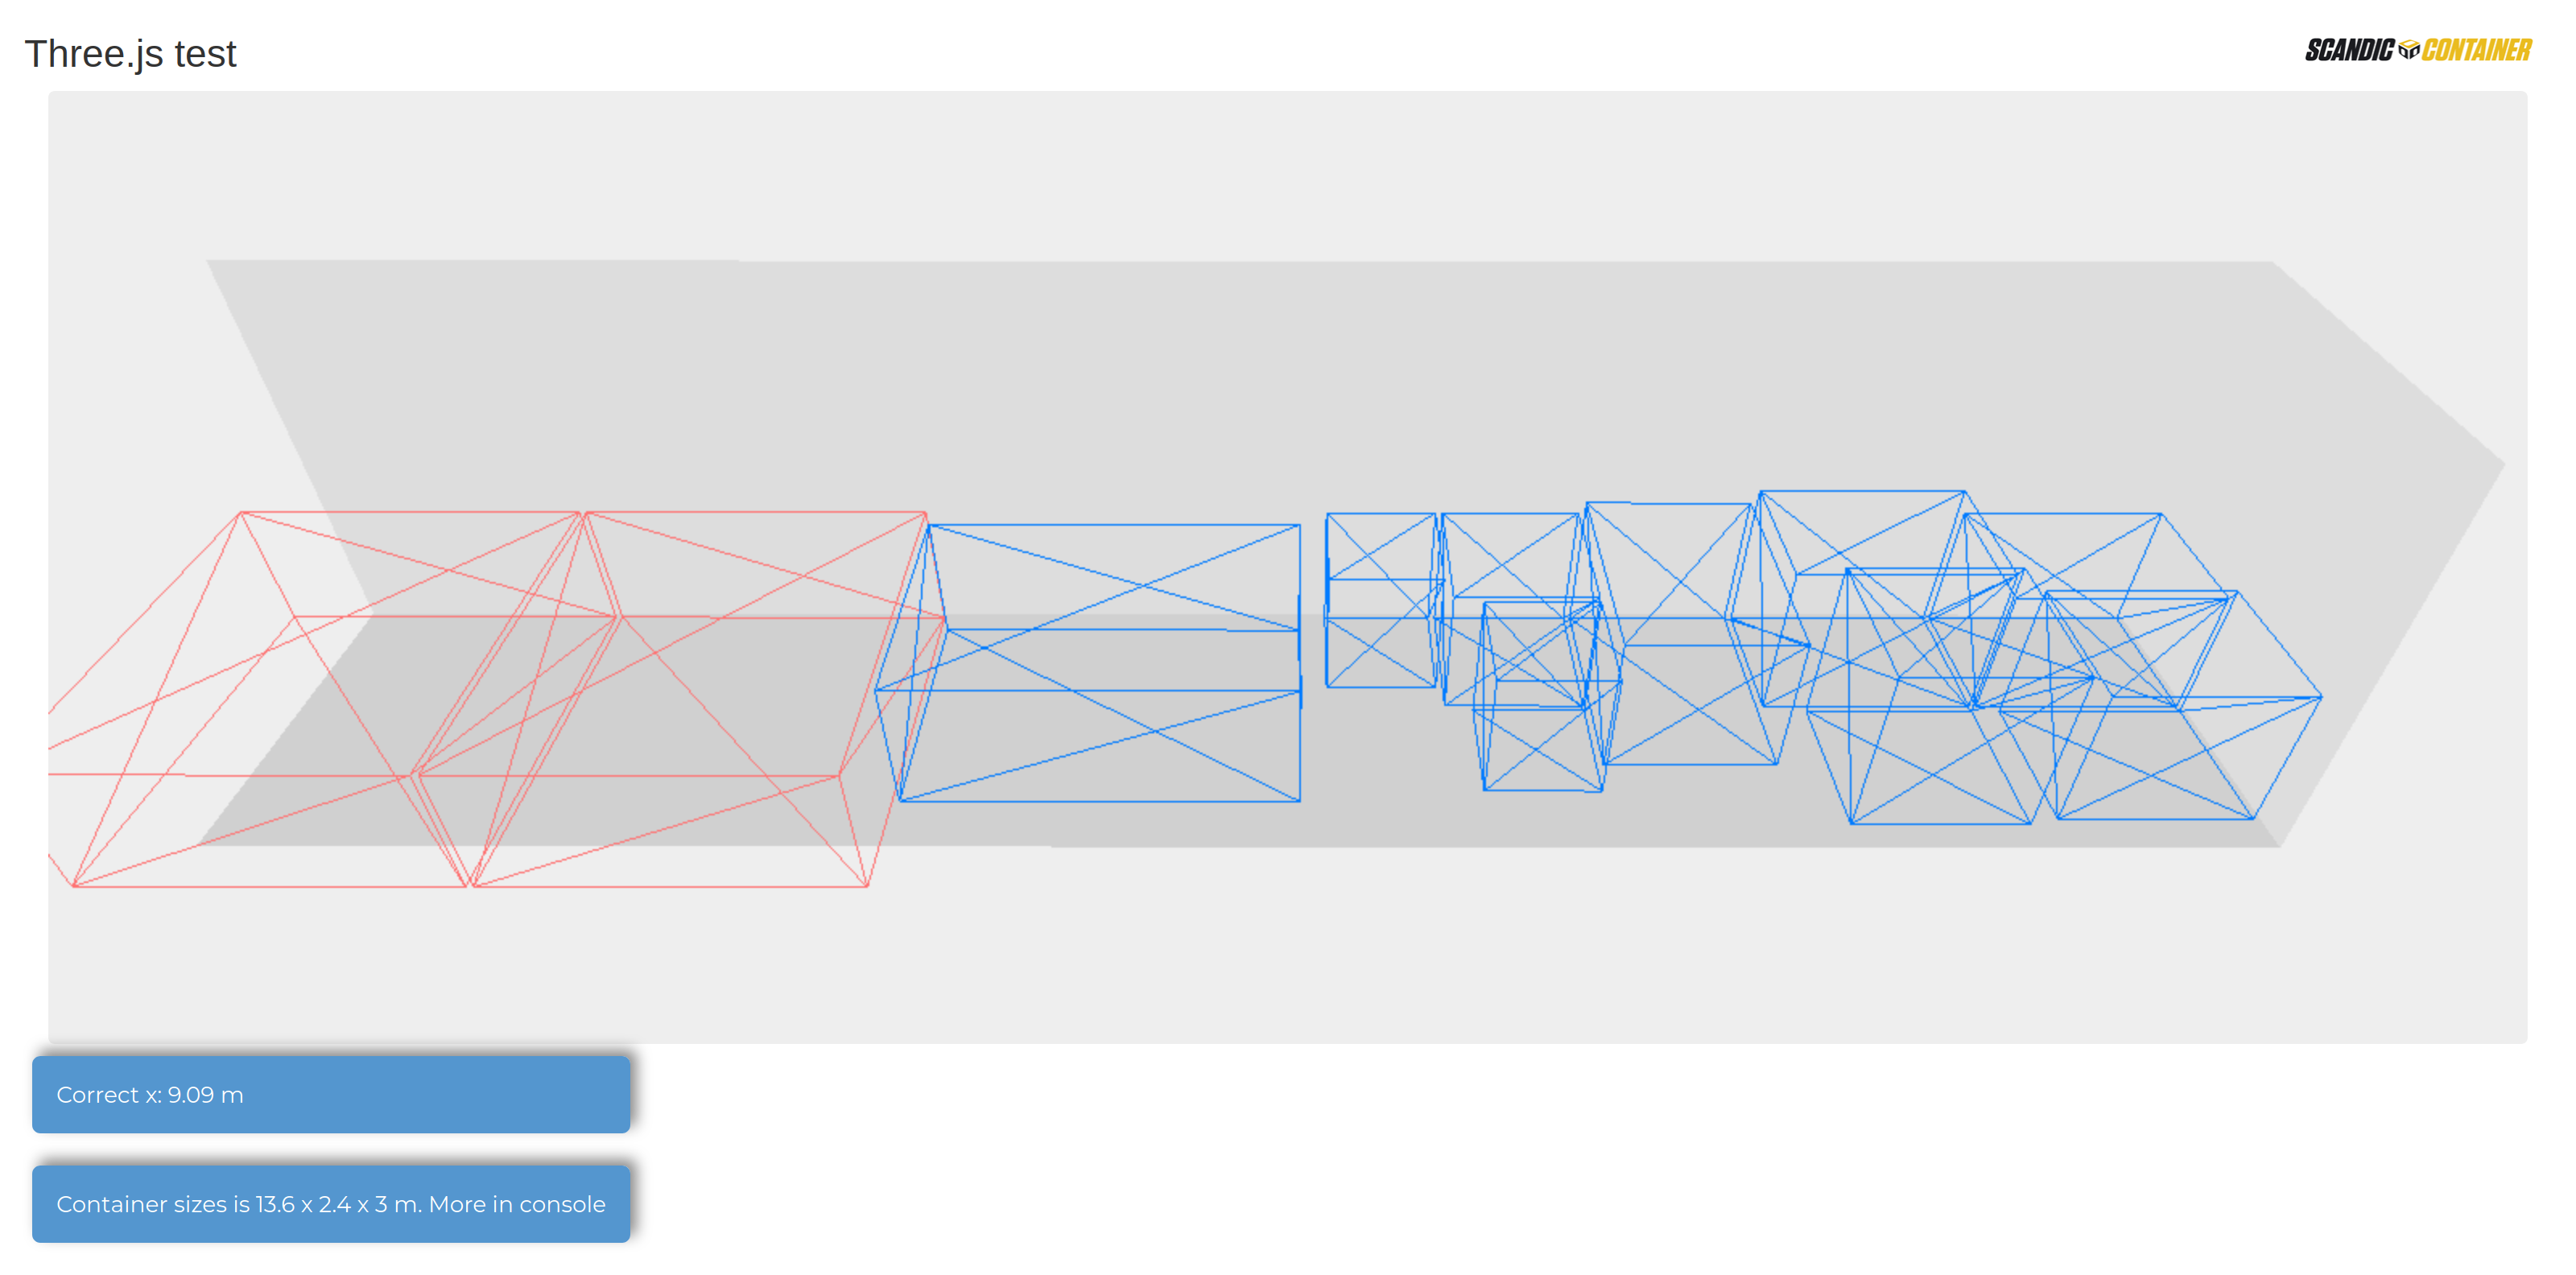 Three.js test
SCANDIC CONTAINER
Correct x: 9.09 m
Container sizes is 13.6 x 2.4 x 3 m. More in console